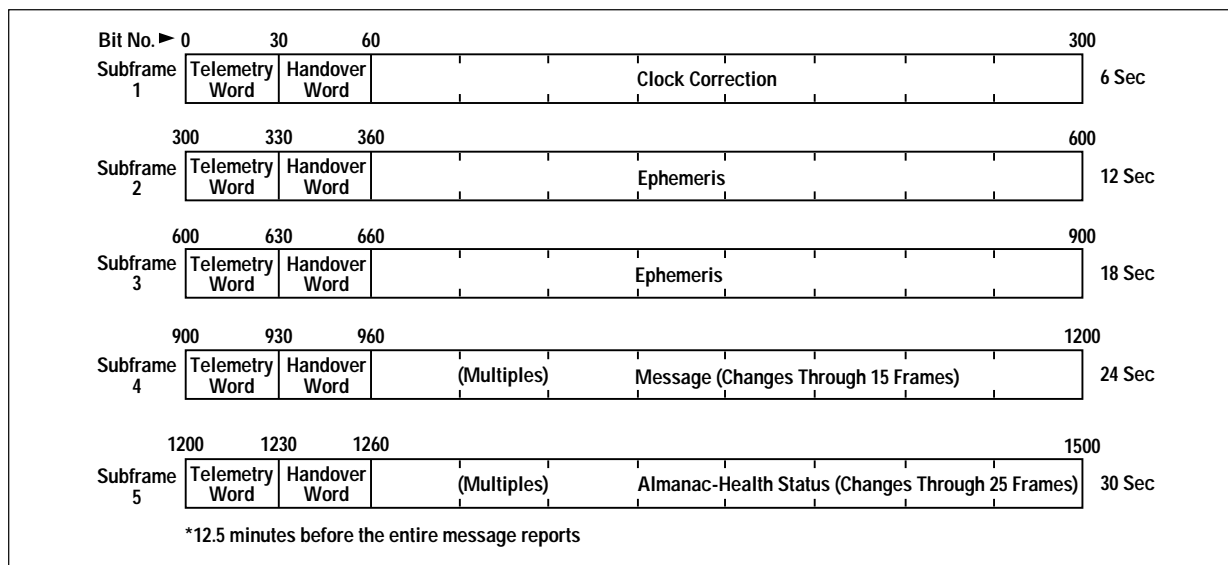 Bit No. ► 0 30 60 300
Subframe 1 Telemetry Word Handover Word Clock Correction 6 Sec
300 330 360 600
Subframe 2 Telemetry Word Handover Word Ephemeris 12 Sec
600 630 660 900
Subframe 3 Telemetry Word Handover Word Ephemeris 18 Sec
900 930 960 1200
Subframe 4 Telemetry Word Handover Word (Multiples) Message (Changes Through 15 Frames) 24 Sec
1200 1230 1260 1500
Subframe 5 Telemetry Word Handover Word (Multiples) Almanac-Health Status (Changes Through 25 Frames) 30 Sec
*12.5 minutes before the entire message reports